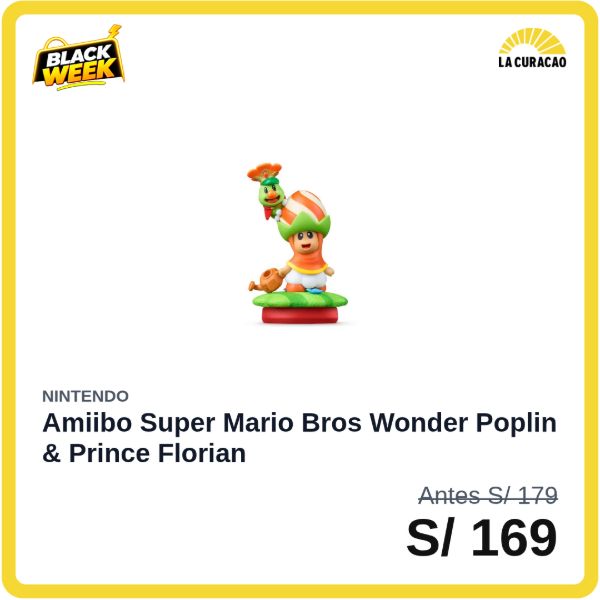 BLACK
WEEK
LA CURACAO
NINTENDO
Amiibo Super Mario Bros Wonder Poplin
& Prince Florian
Antes S/ 179
S/ 169